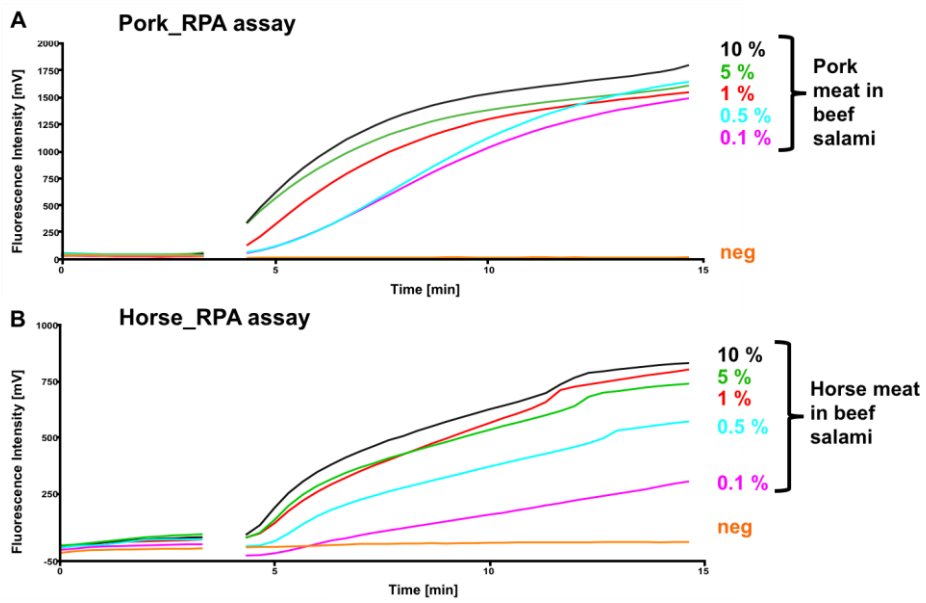 A
Pork_RPA assay
Fluorescence Intensity [mV]
2000
1750
1500
1250
1000
750
500
250
0
0
5
10
15
Time [min]
10 %
5 %
1 %
0.5 %
0.1 %
neg
Pork
meat in
beef
salami
B
Horse_RPA assay
Fluorescence Intensity [mV]
1000
750
500
250
-50
0
5
10
15
Time [min]
10 %
5 %
1 %
0.5 %
0.1 %
neg
Horse meat
in beef
salami